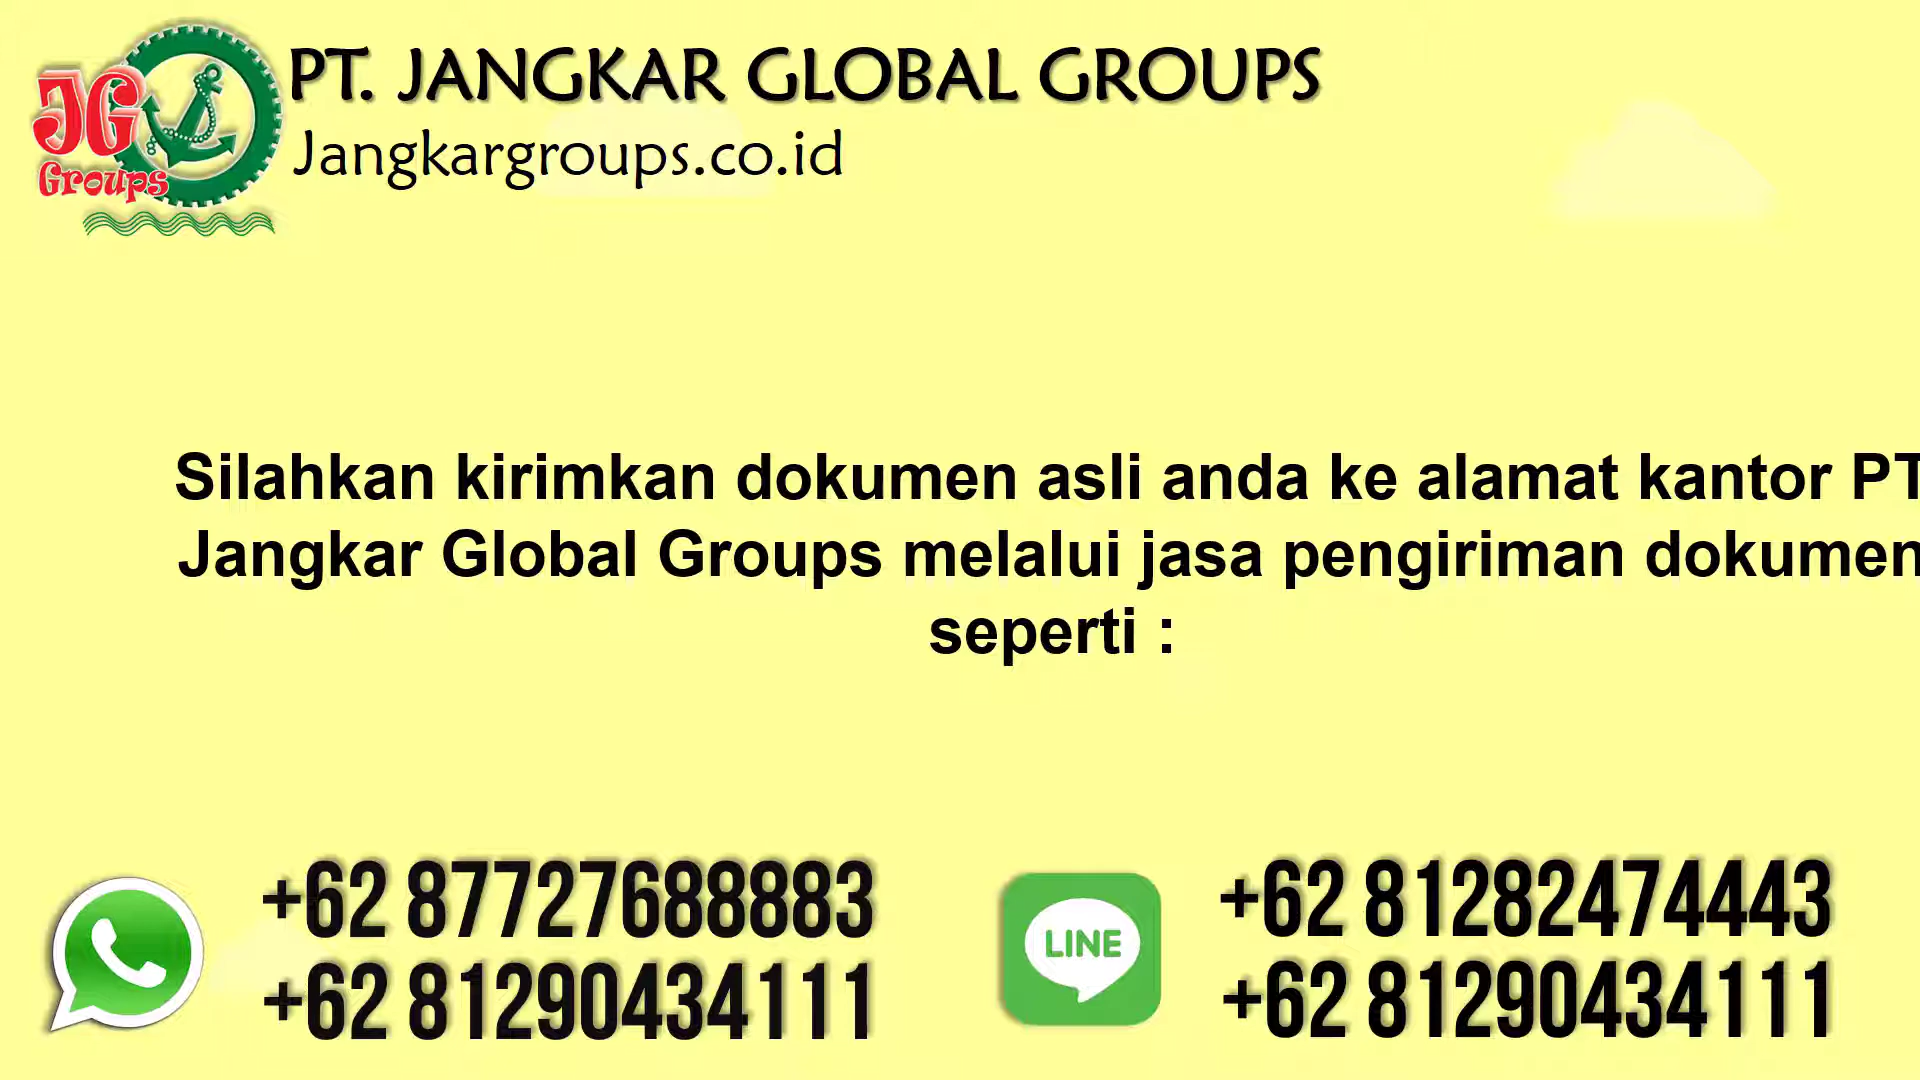 JG
Groups
PT. JANGKAR GLOBAL GROUPS
Jangkargroups.co.id
Silahkan kirimkan dokumen asli anda ke alamat kantor PT
Jangkar Global Groups melalui jasa pengiriman dokumen
seperti :
+62 87727688883
+62 81290434111
LINE
+62 81282474443
+62 81290434111